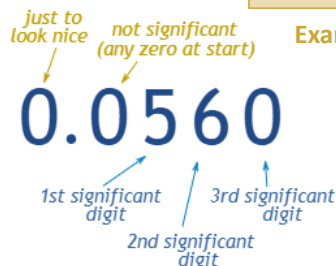 just to
look nice
not significant
(any zero at start)
Exa
0.0560
1st significant
digit
2nd significant
digit
3rd significant
digit